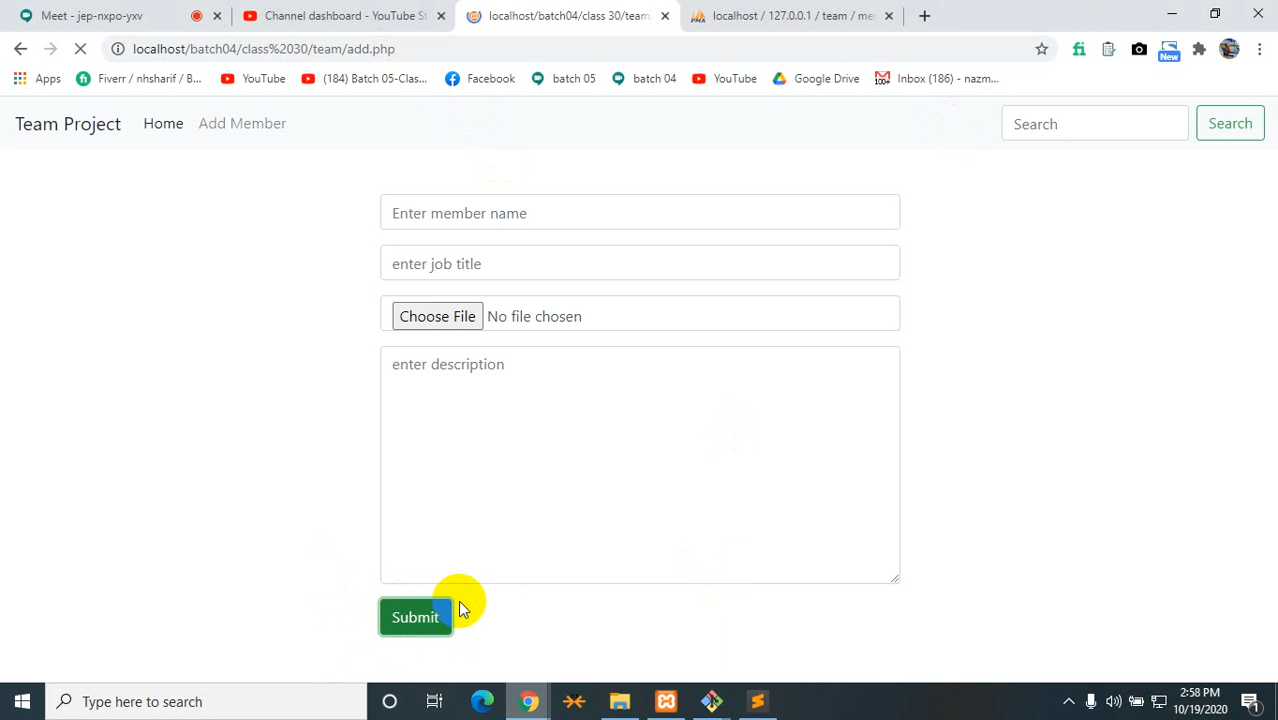 Meet - jep-nxpo-yxv
Channel dashboard - YouTube St
localhost/batch04/class 30/team
localhost / 127.0.0.1 / team / me
localhost/batch04/class%2030/team/add.php
Apps
Fiverr / nhsharif / B...
YouTube
(184) Batch 05-Clas...
Facebook
batch 05
batch 04
YouTube
Google Drive
100+
Inbox (186) - nazm...
New
Team Project
Home
Add Member
Search
Search
Enter member name
enter job title
Choose File No file chosen
enter description
Submit
Type here to search
2:58 PM
10/19/2020
1